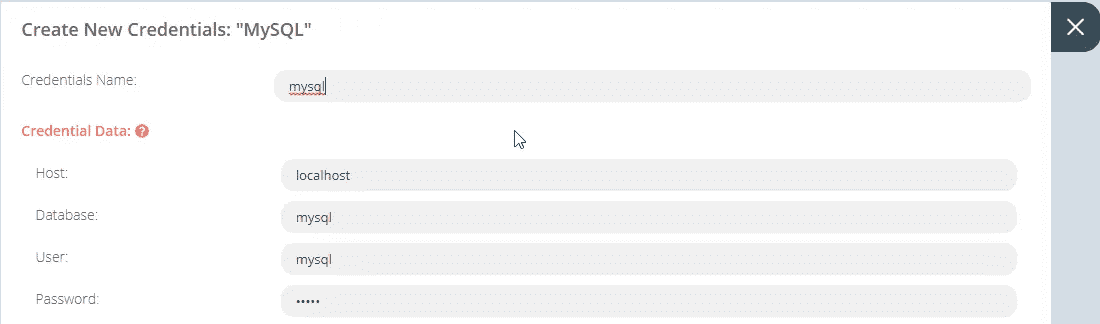 Create New Credentials: "MySQL"
Credentials Name: mysql
Credential Data: ?
Host: localhost
Database: mysql
User: mysql
Password: •••••